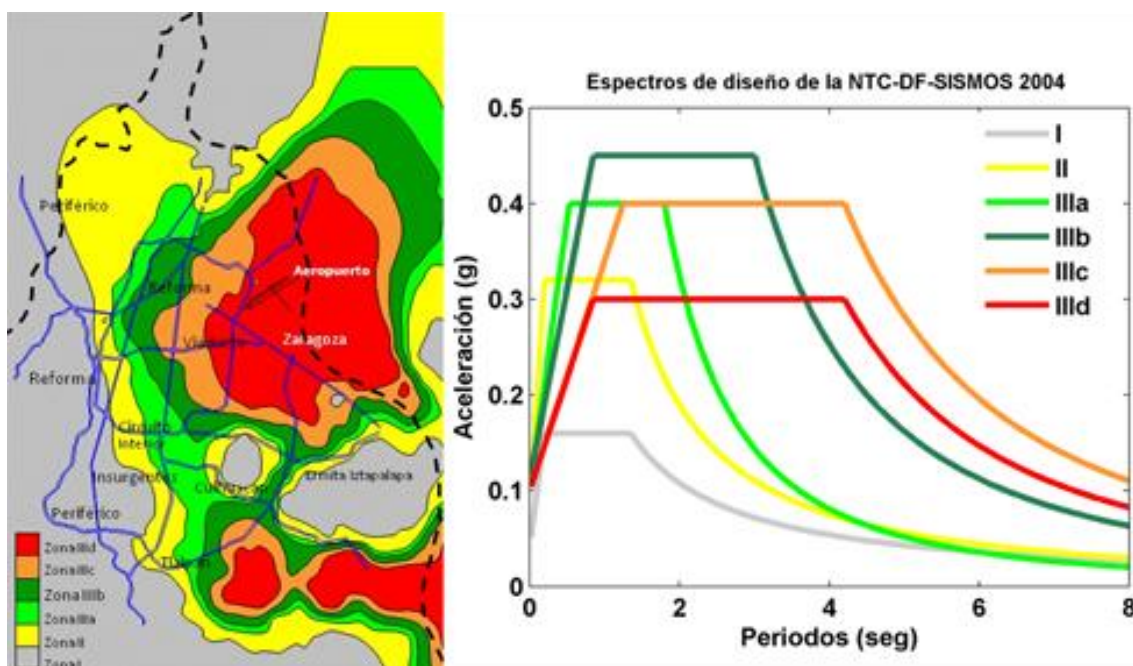 Periférico
Aeropuerto
Reforma
Zaragoza
Reforma
Circuito
Interior
Insurgentes
Ermita Iztapalapa
Periférico
Zona IIId
Zona IIIc
Zona IIIb
Zona IIIa
Zona II
Zona I
Espectros de diseño de la NTC-DF-SISMOS 2004
Aceleración (g)
0.5
0.4
0.3
0.2
0.1
0
I
II
IIIa
IIIb
IIIc
IIId
0
2
4
6
8
Periodos (seg)